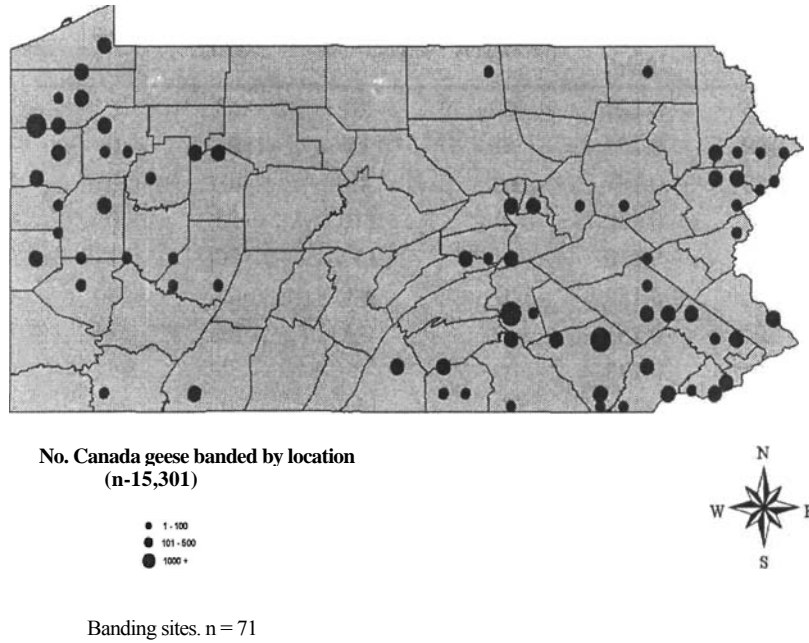 No. Canada geese banded by location
(n-15,301)
1 - 100
101 - 500
1000 +
N
W E
S
Banding sites. n = 71